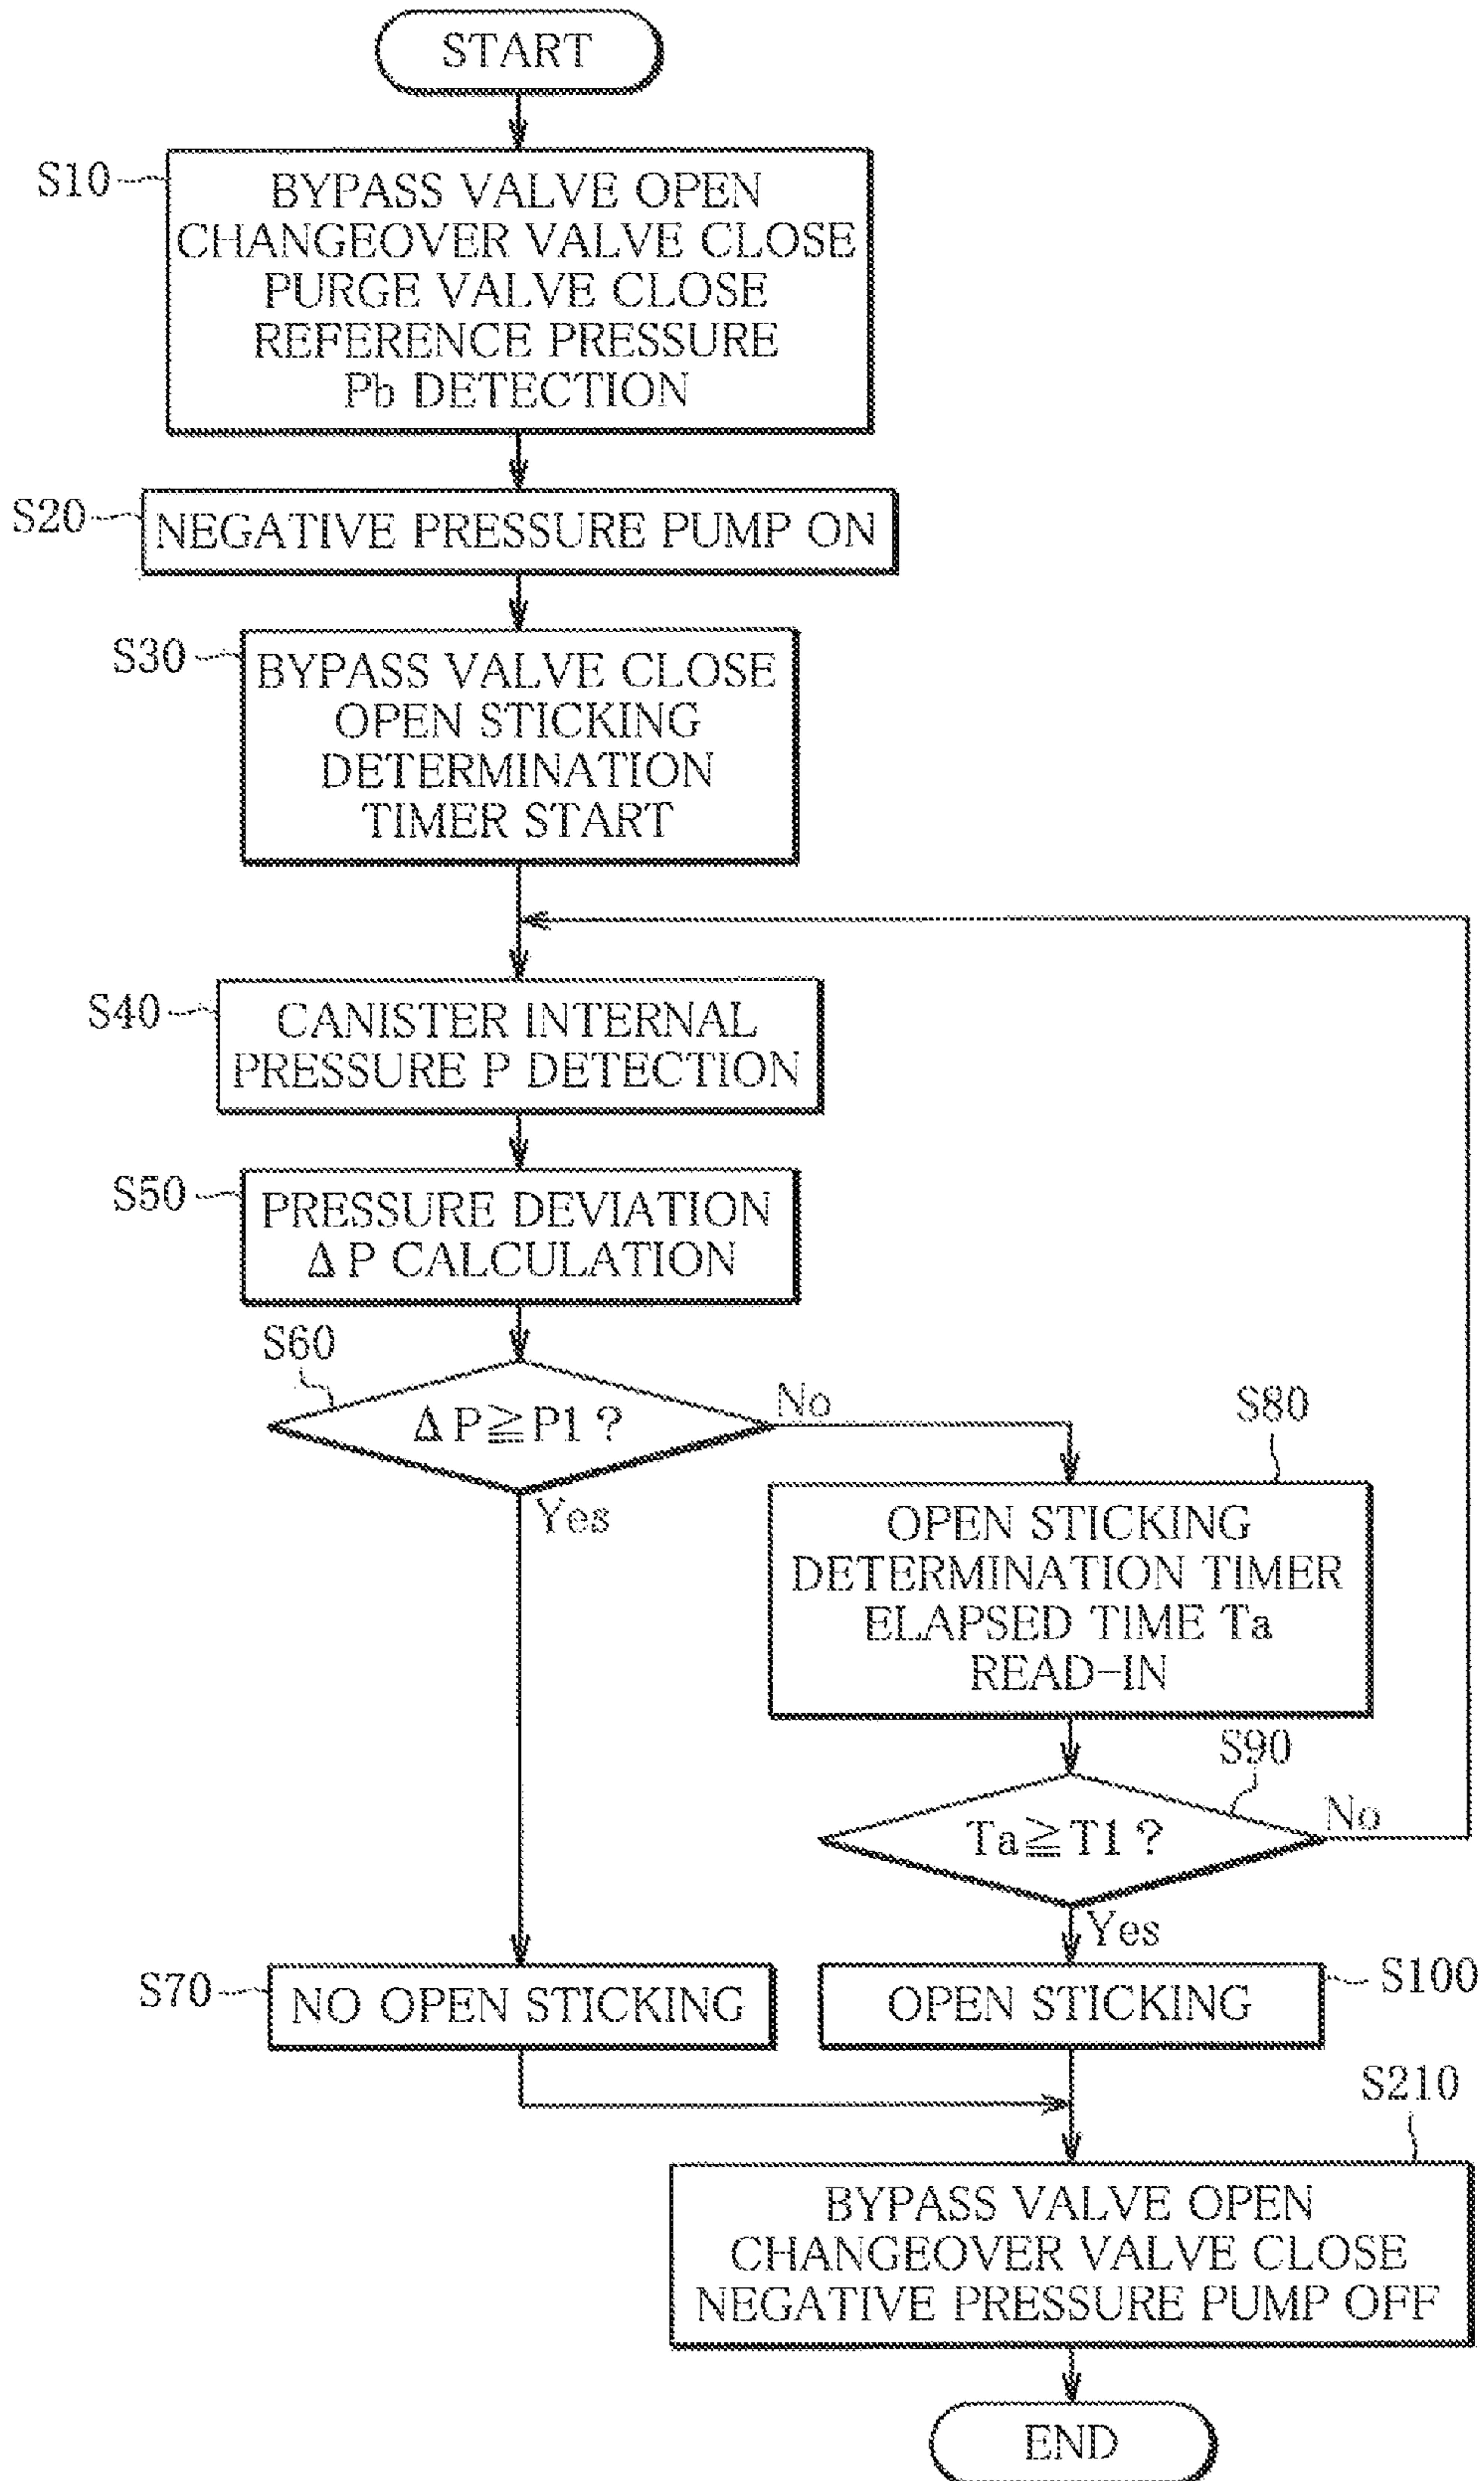 START
S10
BYPASS VALVE OPEN
CHANGEOVER VALVE CLOSE
PURGE VALVE CLOSE
REFERENCE PRESSURE
Pb DETECTION
S20
NEGATIVE PRESSURE PUMP ON
S30
BYPASS VALVE CLOSE
OPEN STICKING
DETERMINATION
TIMER START
S40
CANISTER INTERNAL
PRESSURE P DETECTION
S50
PRESSURE DEVIATION
Δ P CALCULATION
S60
Δ P≧P1 ?
No
Yes
S80
OPEN STICKING
DETERMINATION TIMER
ELAPSED TIME Ta
READ-IN
S90
Ta≧T1 ?
No
Yes
S70
NO OPEN STICKING
OPEN STICKING
S100
S210
BYPASS VALVE OPEN
CHANGEOVER VALVE CLOSE
NEGATIVE PRESSURE PUMP OFF
END